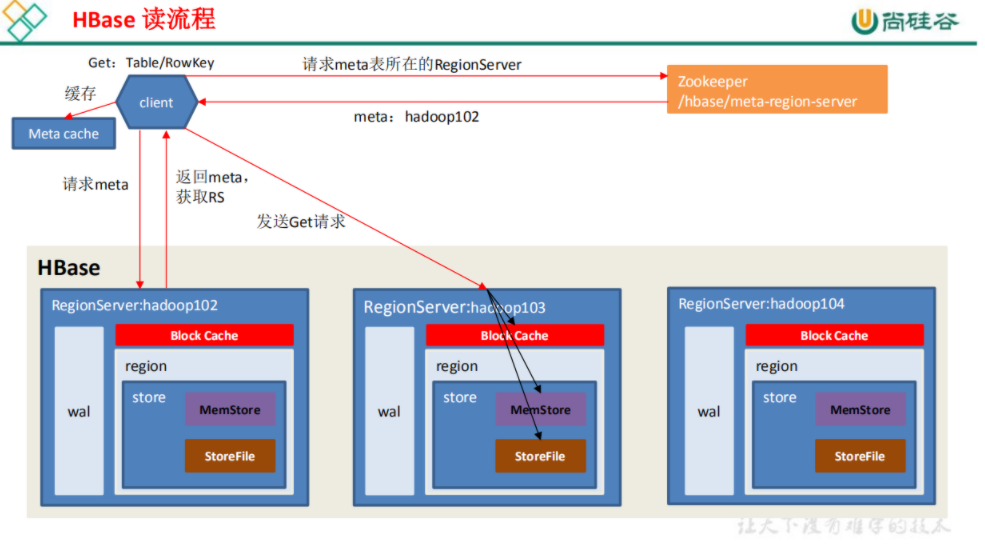 HBase 读流程
尚硅谷
Get：Table/RowKey
请求meta表所在的RegionServer
Zookeeper
/hbase/meta-region-server
缓存
client
meta：hadoop102
Meta cache
请求meta
返回meta，
获取RS
发送Get请求
HBase
RegionServer:hadoop102
Block Cache
region
wal
store
MemStore
StoreFile
RegionServer:hadoop103
Block Cache
region
wal
store
MemStore
StoreFile
RegionServer:hadoop104
Block Cache
region
wal
store
MemStore
StoreFile
让天下没有难学的技术